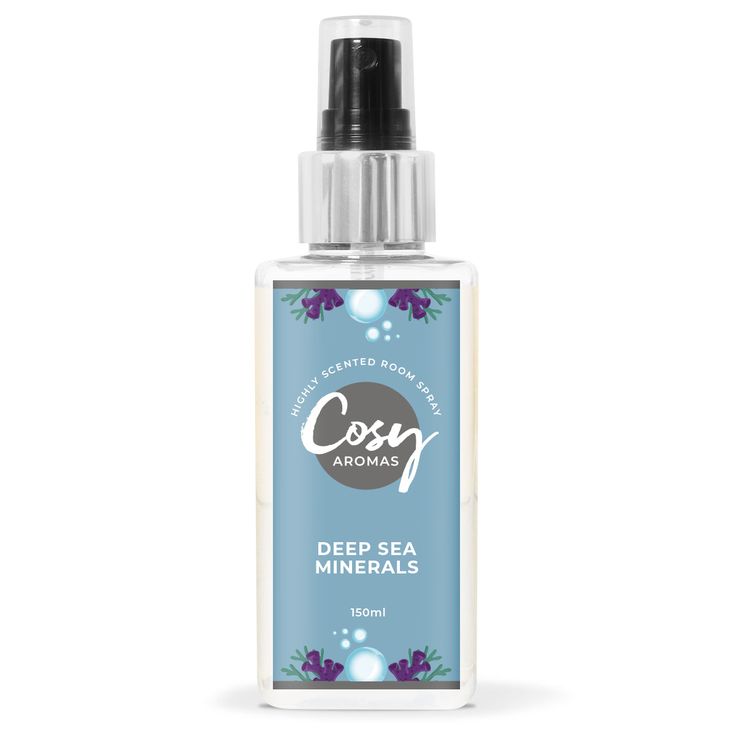 HIGHLY SCENTED ROOM SPRAY
Cosy
AROMAS
DEEP SEA
MINERALS
150ml